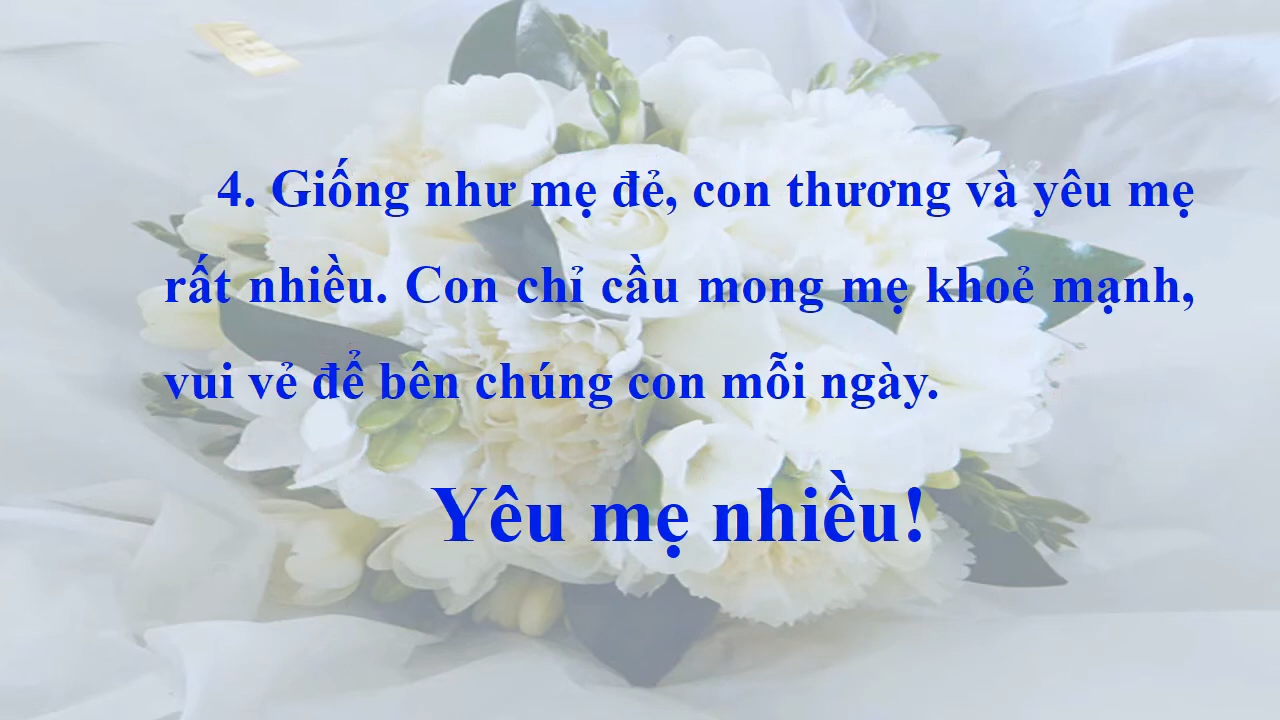 4. Giống như mẹ đẻ, con thương và yêu mẹ
rất nhiều. Con chỉ cầu mong mẹ khoẻ mạnh,
vui vẻ để bên chúng con mỗi ngày.
Yêu mẹ nhiều!